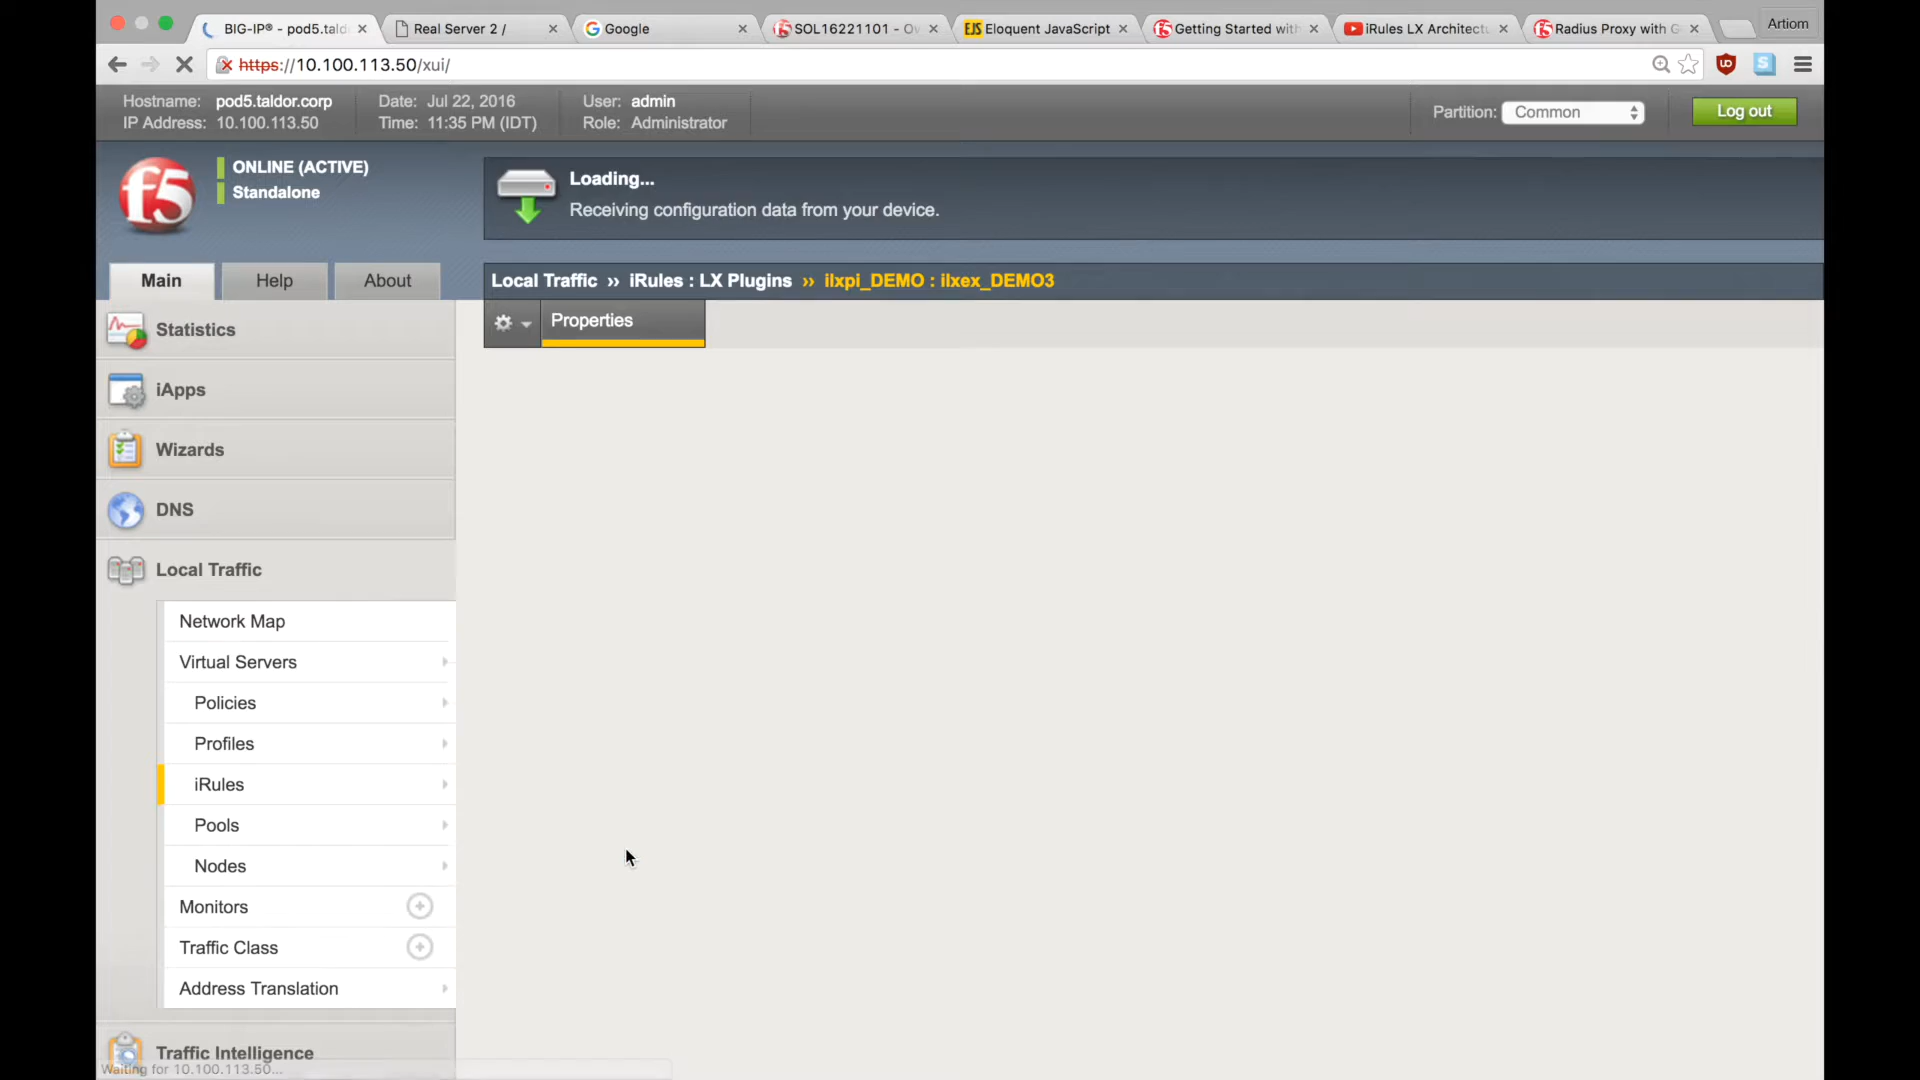 BIG-IP® - pod5.tald
Real Server 2 /
Google
SOL16221101 - Ov
Eloquent JavaScript
Getting Started with
iRules LX Architectu
Radius Proxy with G
Artiom
https://10.100.113.50/xui/
Hostname: pod5.taldor.corp
IP Address: 10.100.113.50
Date: Jul 22, 2016
Time: 11:35 PM (IDT)
User: admin
Role: Administrator
Partition: Common
Log out
f5
ONLINE (ACTIVE)
Standalone
Loading...
Receiving configuration data from your device.
Main
Help
About
Local Traffic ›› iRules : LX Plugins ›› ilxpi_DEMO : ilxex_DEMO3
Properties
Statistics
iApps
Wizards
DNS
Local Traffic
Network Map
Virtual Servers
Policies
Profiles
iRules
Pools
Nodes
Monitors
Traffic Class
Address Translation
Traffic Intelligence
Waiting for 10.100.113.50...